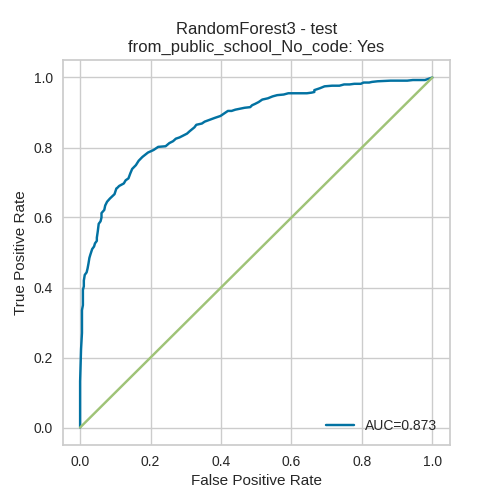 RandomForest3 - test
from_public_school_No_code: Yes
1.0
0.8
0.6
0.4
0.2
0.0
True Positive Rate
AUC=0.873
0.0 0.2 0.4 0.6 0.8 1.0
False Positive Rate